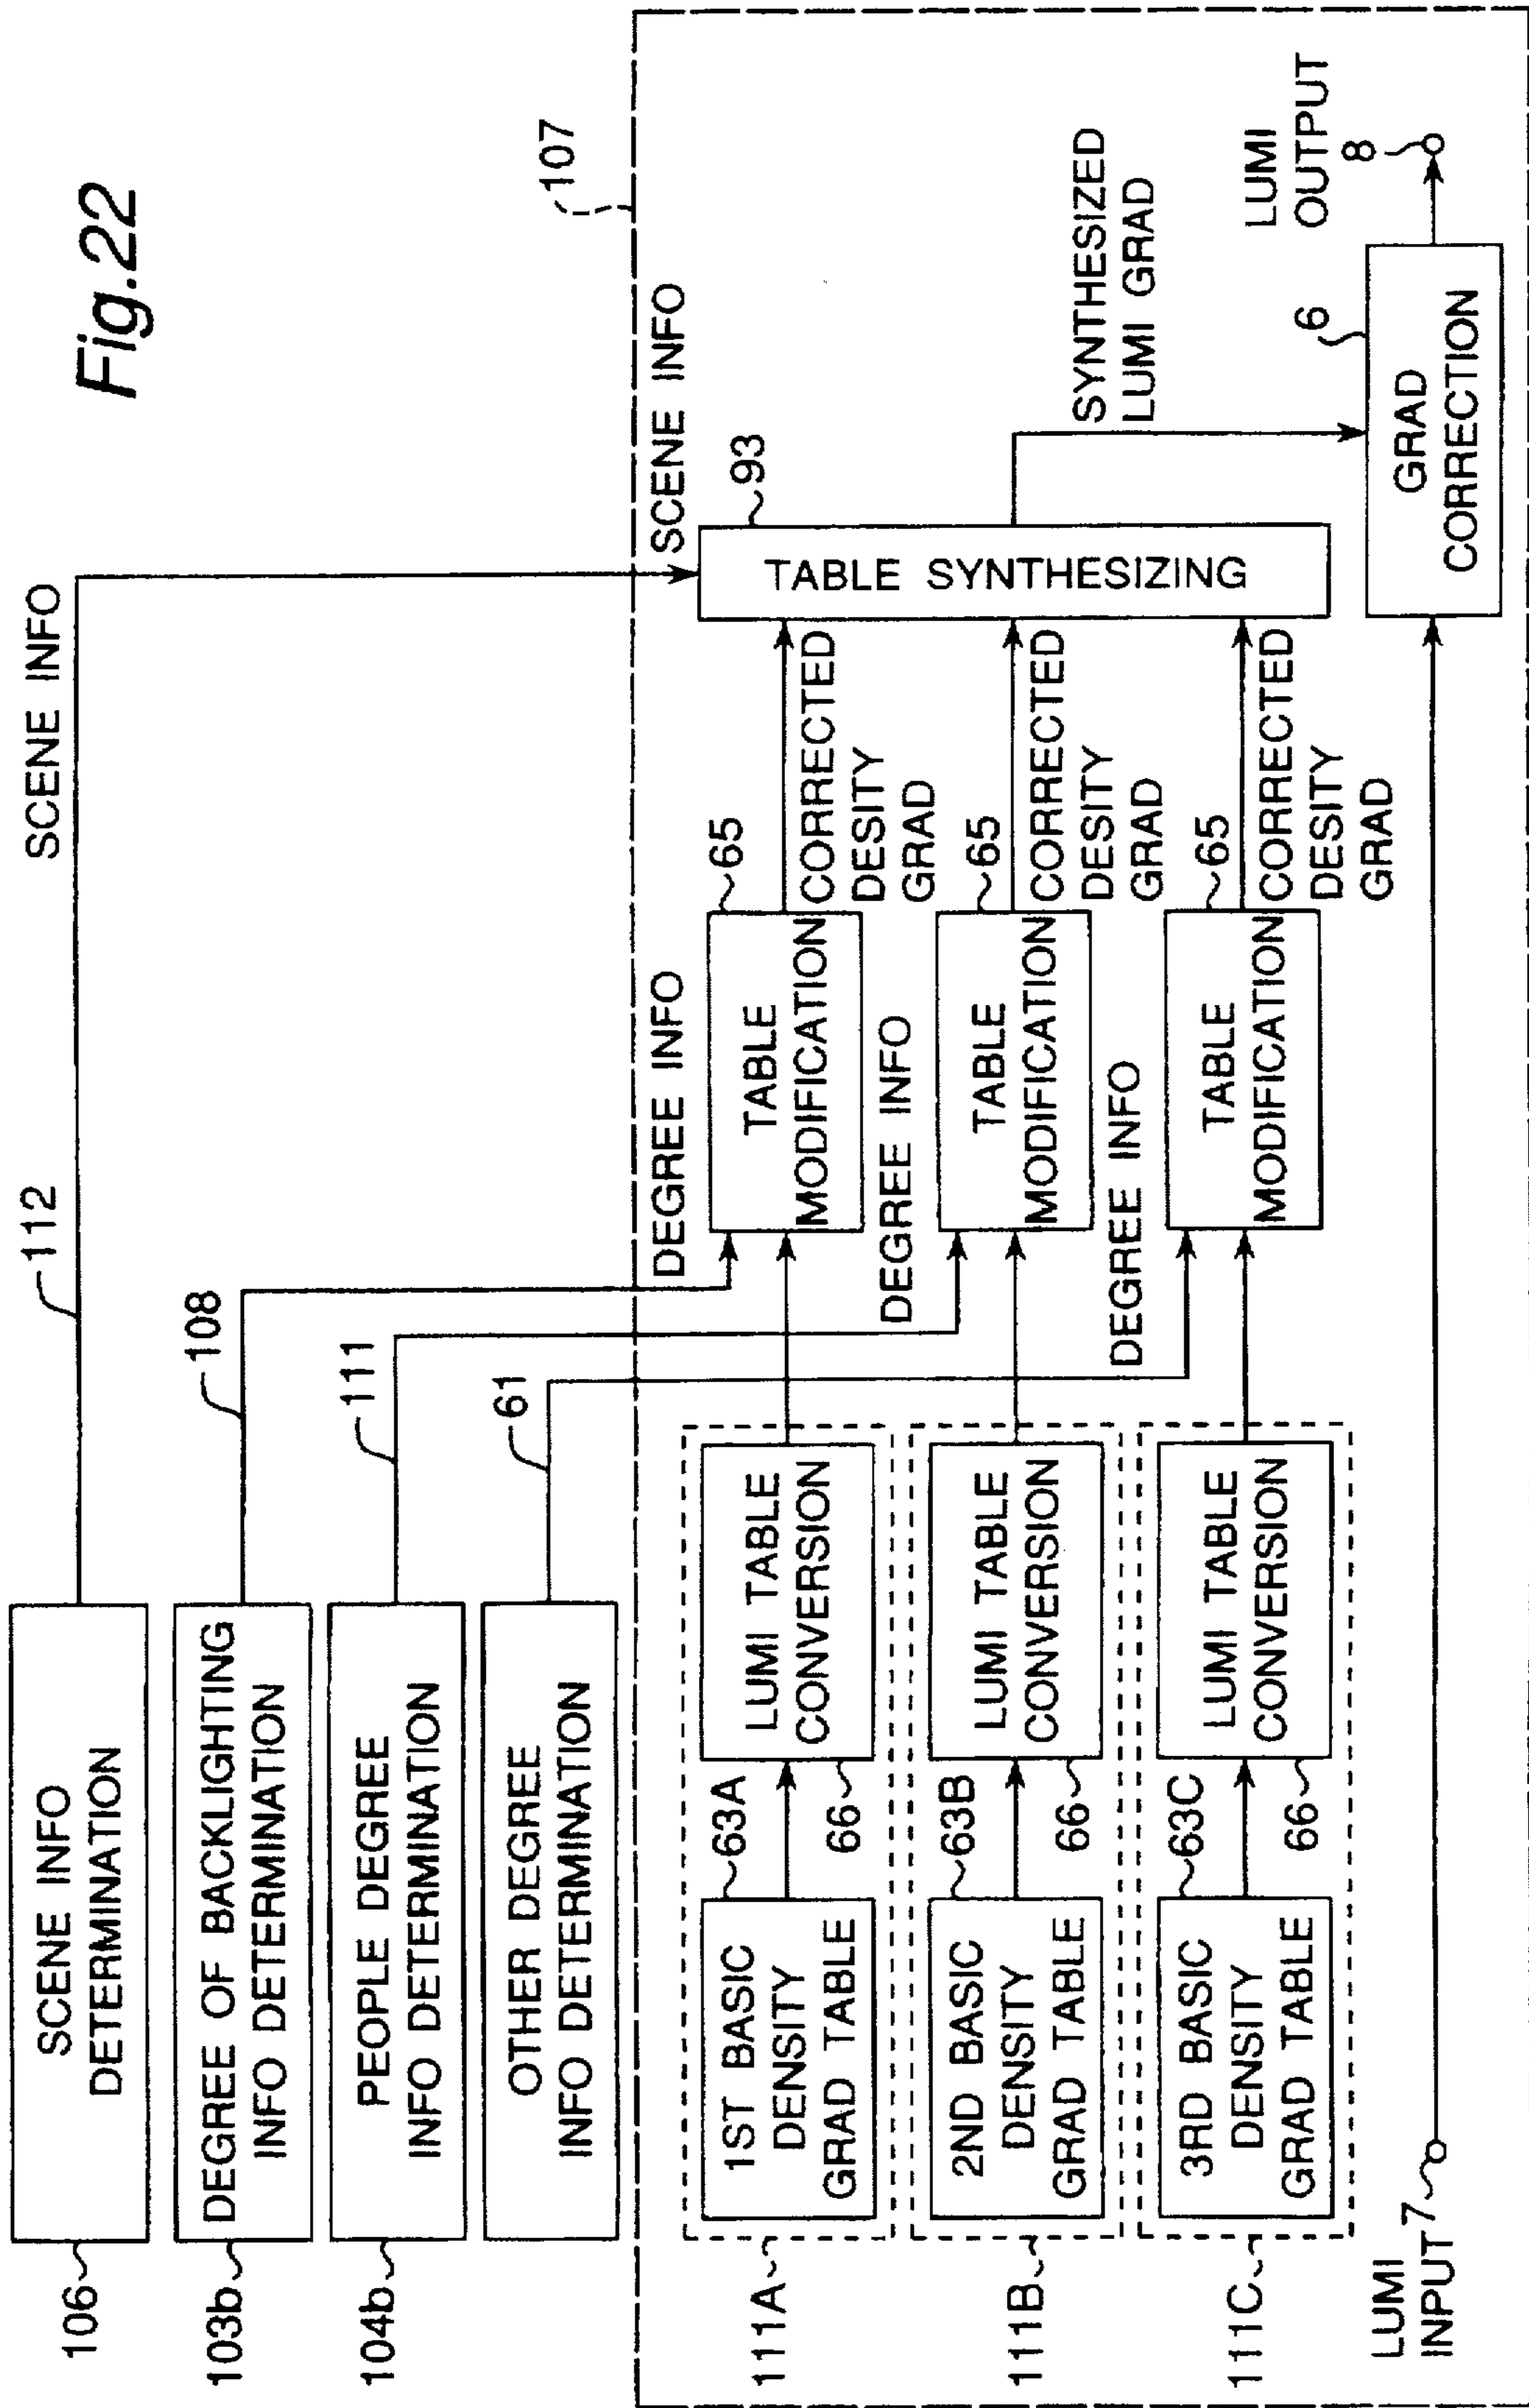 Fig.22
SCENE INFO
DETERMINATION
106
112
SCENE INFO
DEGREE OF BACKLIGHTING
INFO DETERMINATION
103b
108
PEOPLE DEGREE
INFO DETERMINATION
104b
111
OTHER DEGREE
INFO DETERMINATION
61
107
SCENE INFO
DEGREE INFO
111A
1ST BASIC
DENSITY
GRAD TABLE
63A
LUMI TABLE
CONVERSION
66
TABLE
MODIFICATION
65
CORRECTED
DESITY
GRAD
DEGREE INFO
111B
2ND BASIC
DENSITY
GRAD TABLE
63B
LUMI TABLE
CONVERSION
66
TABLE
MODIFICATION
65
CORRECTED
DESITY
GRAD
DEGREE INFO
111C
3RD BASIC
DENSITY
GRAD TABLE
63C
LUMI TABLE
CONVERSION
66
TABLE
MODIFICATION
65
CORRECTED
DESITY
GRAD
TABLE SYNTHESIZING
93
SYNTHESIZED
LUMI GRAD
LUMI
INPUT
7
GRAD
CORRECTION
6
LUMI
OUTPUT
8